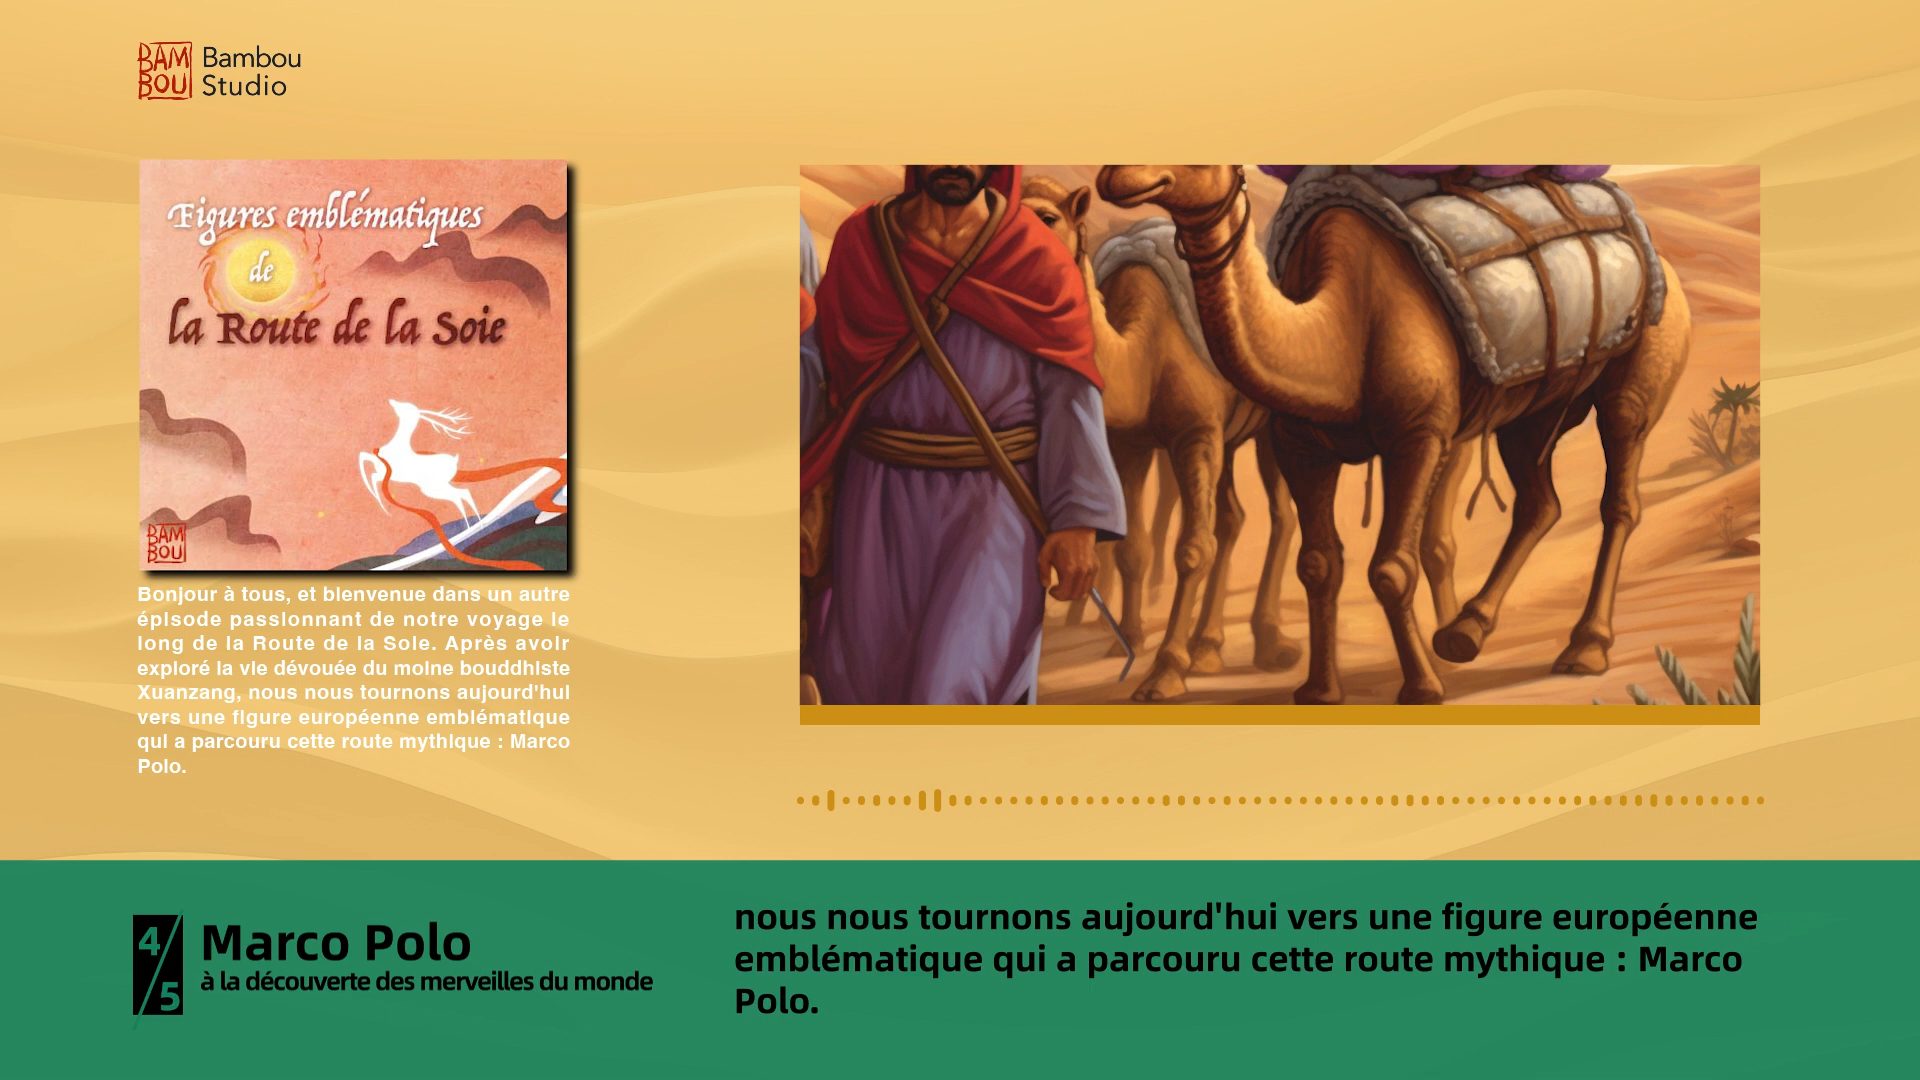 BAM
BOU
Bambou
Studio
Figures emblématiques
de
la Route de la Soie
BAM
BOU
Bonjour à tous, et bienvenue dans un autre
épisode passionnant de notre voyage le
long de la Route de la Soie. Après avoir
exploré la vie dévouée du moine bouddhiste
Xuanzang, nous nous tournons aujourd'hui
vers une figure européenne emblématique
qui a parcouru cette route mythique : Marco
Polo.
4/5
Marco Polo
à la découverte des merveilles du monde
nous nous tournons aujourd'hui vers une figure européenne
emblématique qui a parcouru cette route mythique : Marco
Polo.